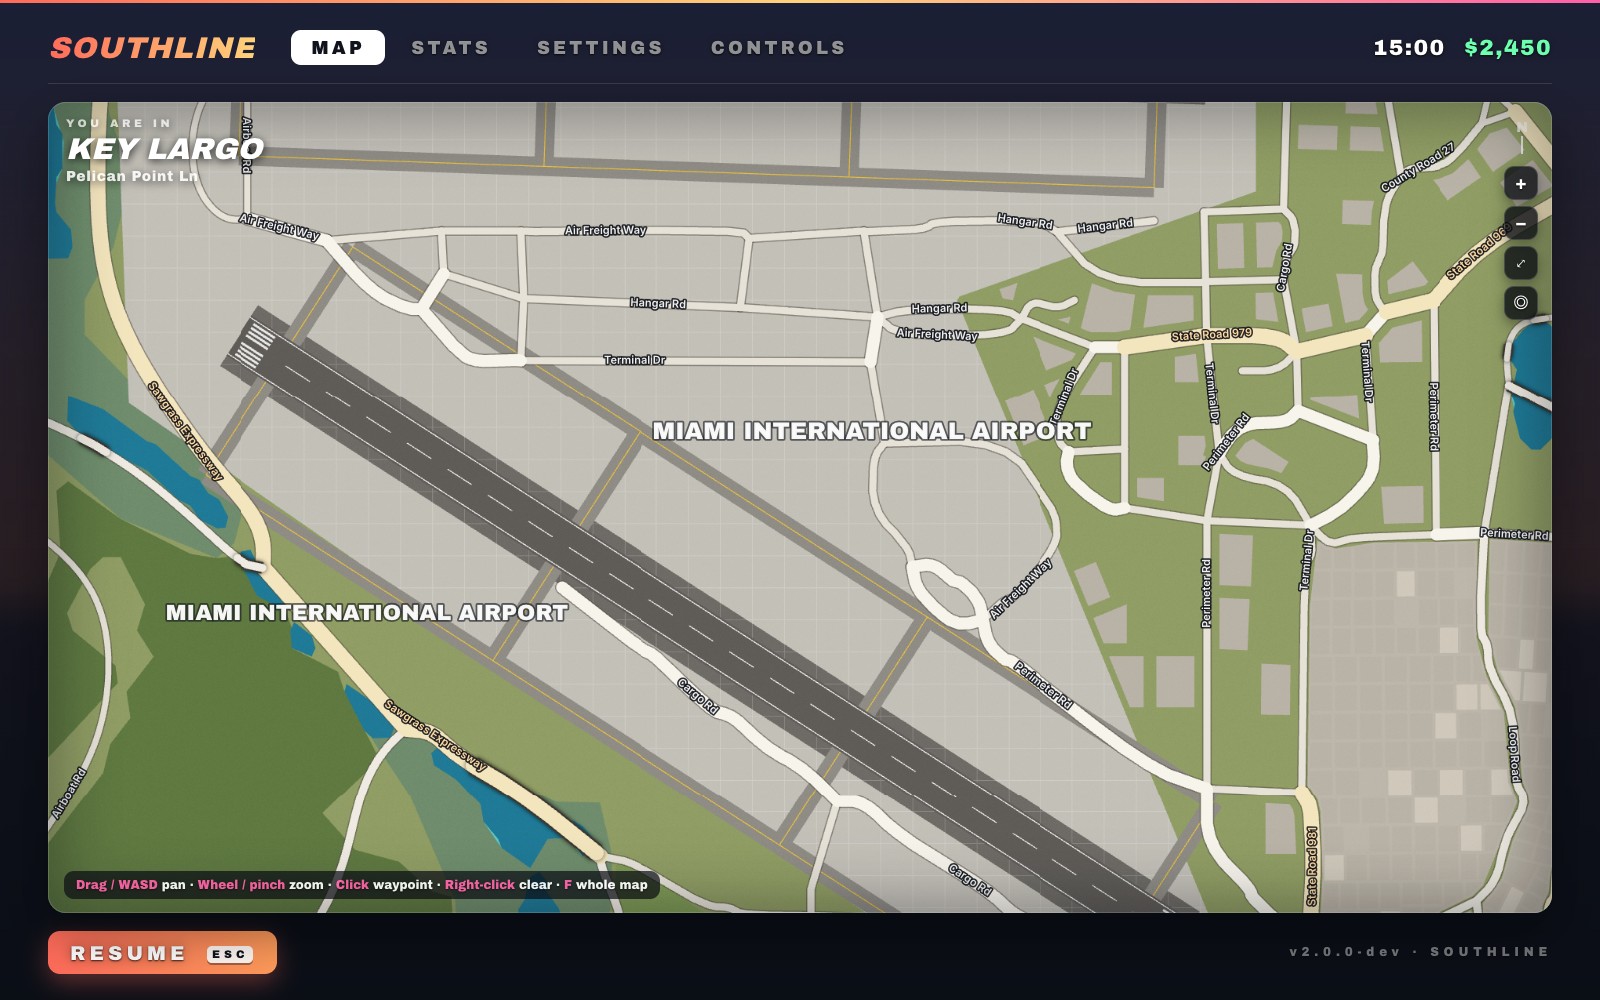 SOUTHLINE
MAP
STATS
SETTINGS
CONTROLS
15:00
$2,450
YOU ARE IN
KEY LARGO
Pelican Point Ln
N
+
−
Air Freight Way
Air Freight Way
Hangar Rd
Hangar Rd
Hangar Rd
Hangar Rd
Air Freight Way
Terminal Dr
County Road 27
State Road 969
Cargo Rd
State Road 979
Terminal Dr
Terminal Dr
Terminal Dr
Perimeter Rd
Perimeter Rd
Sawgrass Expressway
MIAMI INTERNATIONAL AIRPORT
Perimeter Rd
Air Freight Way
Perimeter Rd
Terminal Dr
MIAMI INTERNATIONAL AIRPORT
Perimeter Rd
Cargo Rd
Sawgrass Expressway
Loop Road
Airboat Rd
State Road 981
Cargo Rd
Drag / WASD pan · Wheel / pinch zoom · Click waypoint · Right-click clear · F whole map
RESUME ESC
v2.0.0-dev · SOUTHLINE